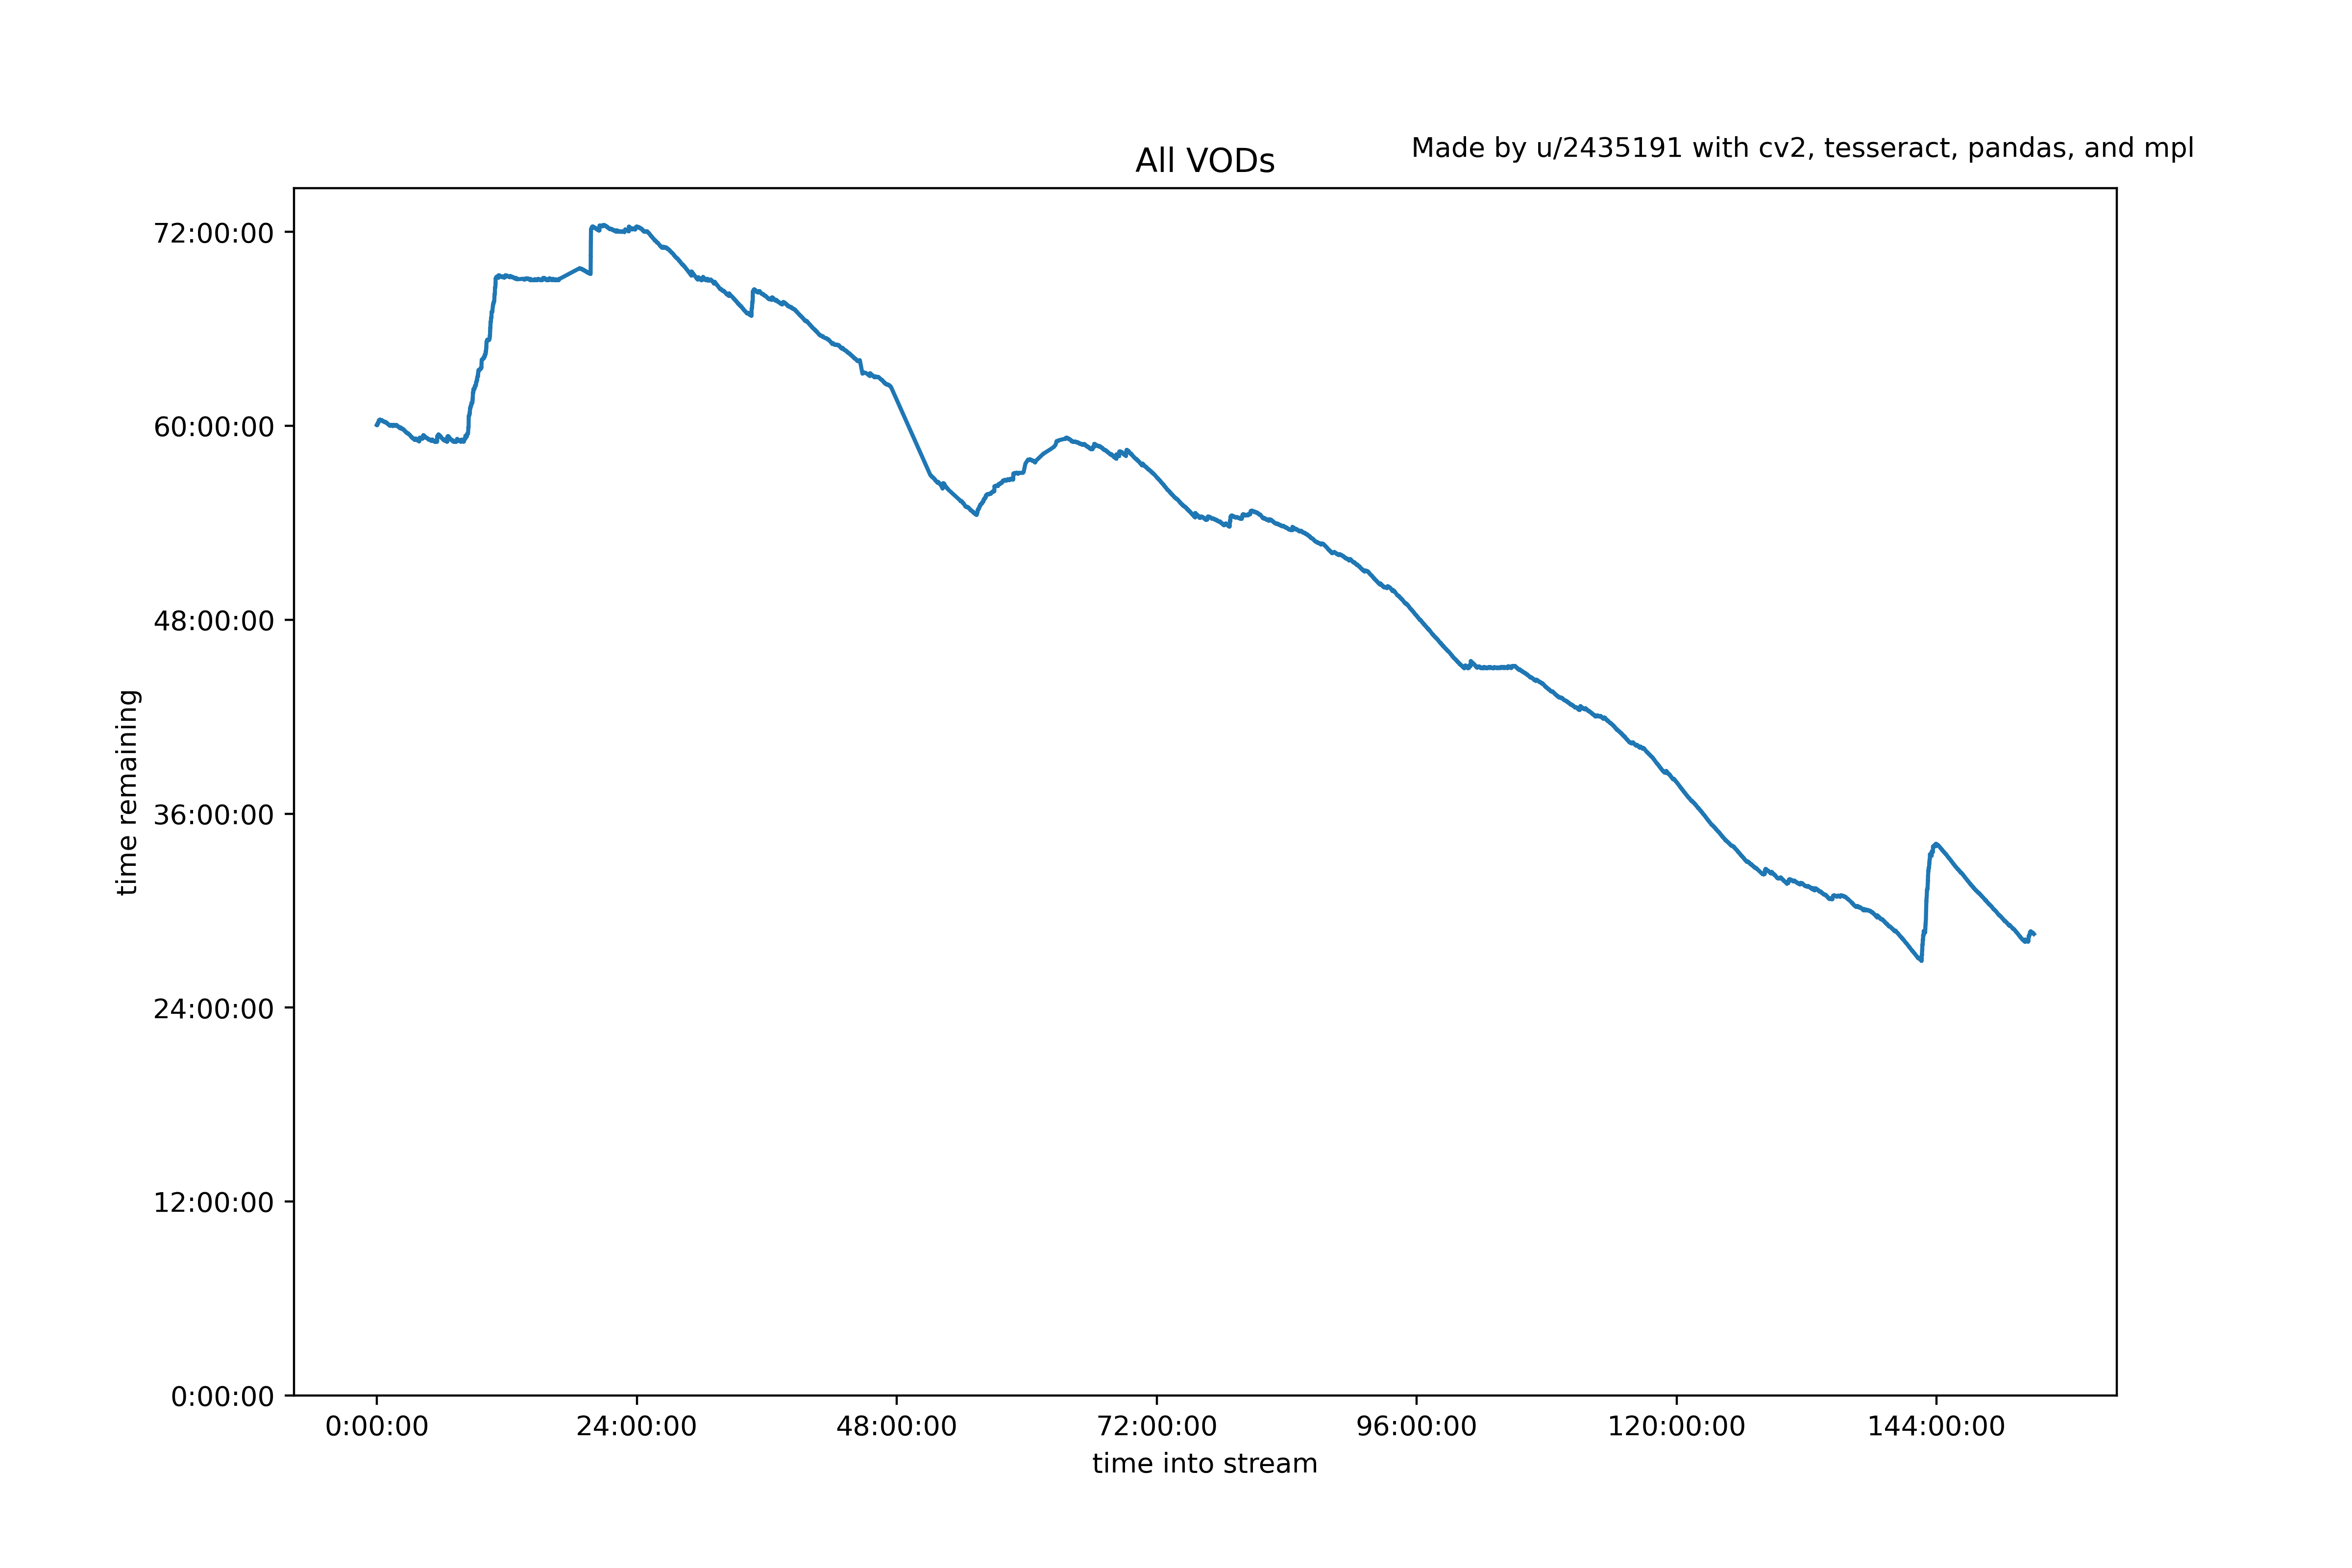 Made by u/2435191 with cv2, tesseract, pandas, and mpl
All VODs
72:00:00
60:00:00
48:00:00
36:00:00
24:00:00
12:00:00
0:00:00
time remaining
0:00:00 24:00:00 48:00:00 72:00:00 96:00:00 120:00:00 144:00:00
time into stream